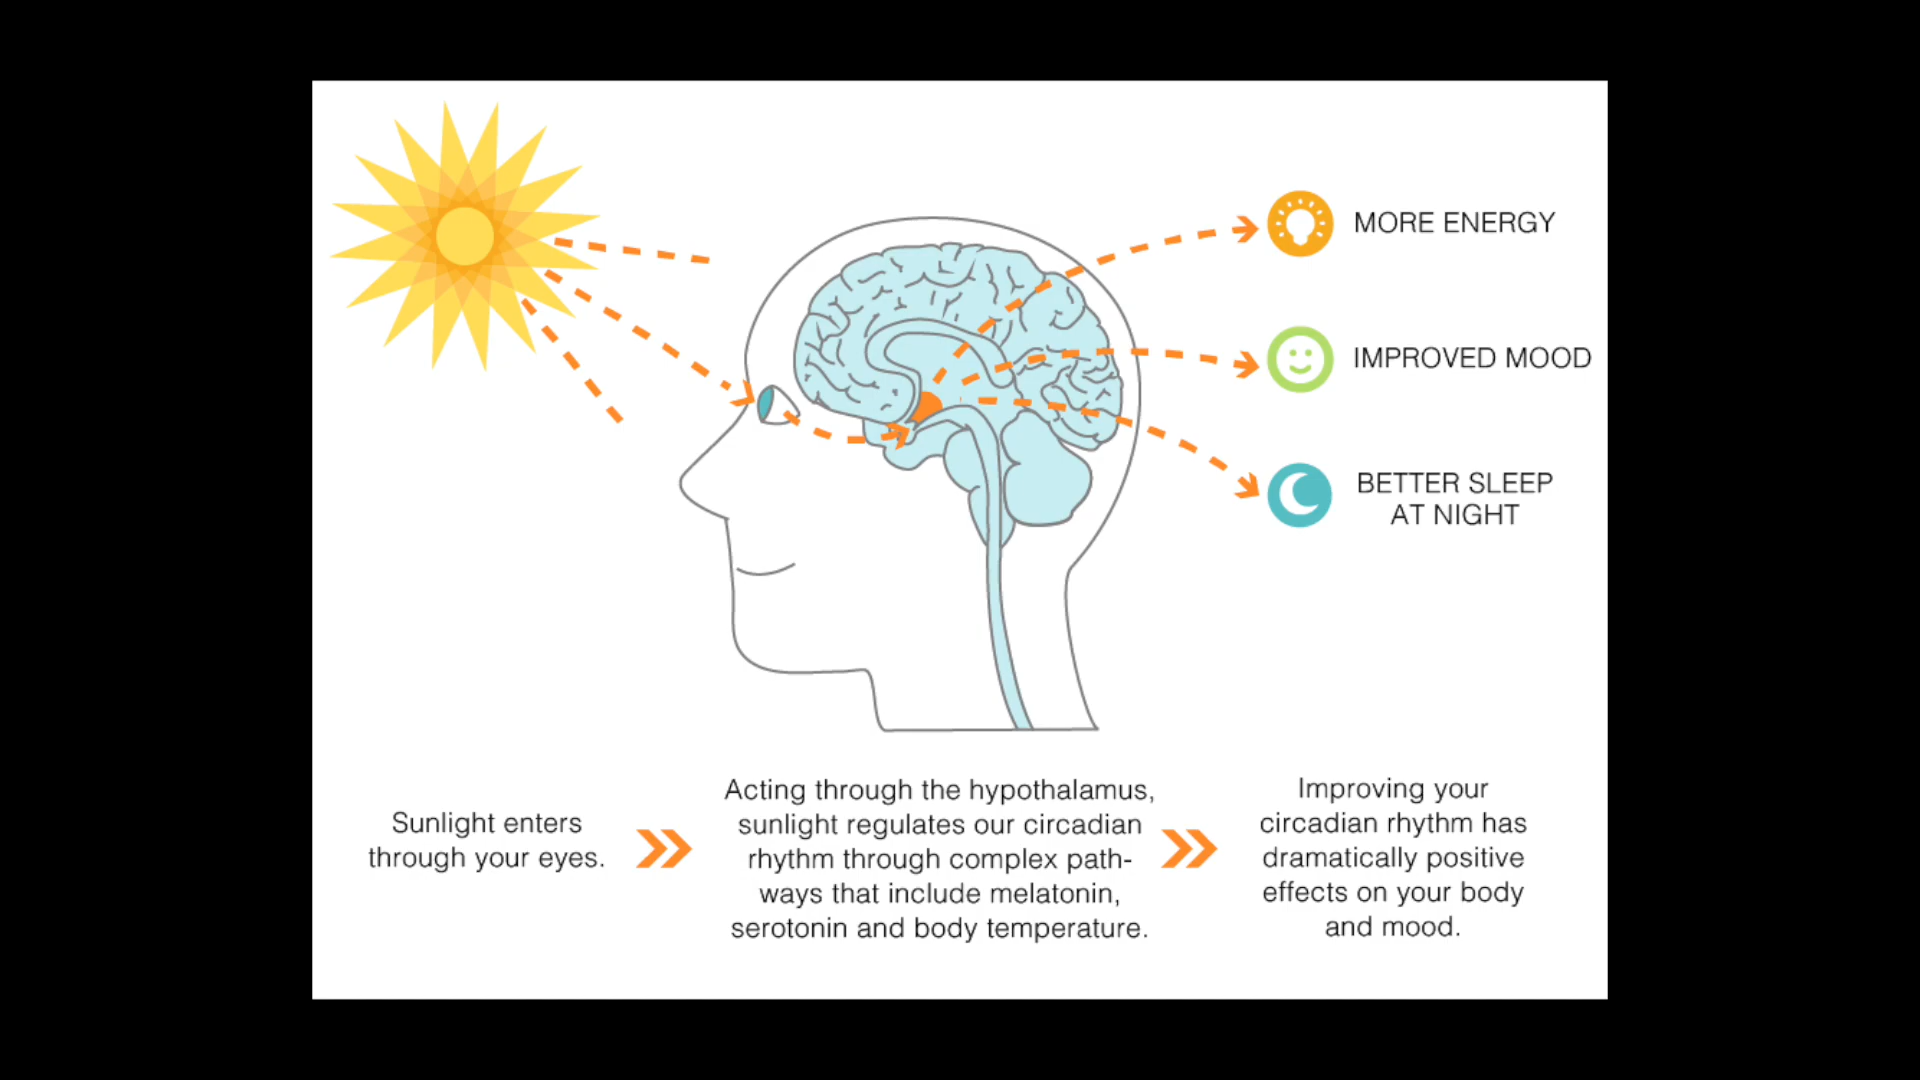 MORE ENERGY
IMPROVED MOOD
BETTER SLEEP
AT NIGHT
Sunlight enters
through your eyes.
Acting through the hypothalamus,
sunlight regulates our circadian
rhythm through complex path-
ways that include melatonin,
serotonin and body temperature.
Improving your
circadian rhythm has
dramatically positive
effects on your body
and mood.